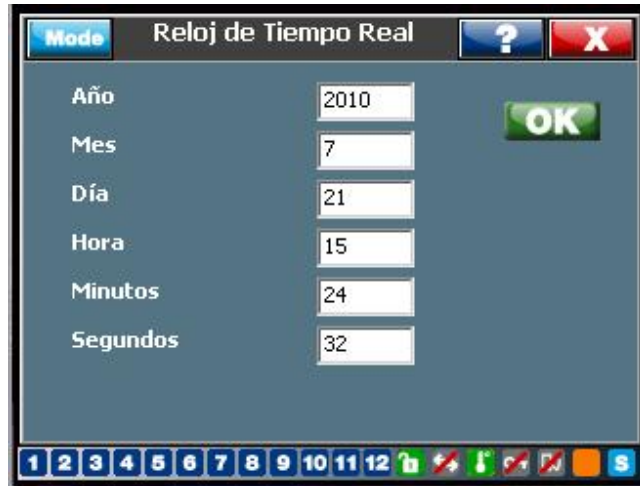 Mode Reloj de Tiempo Real ? X
Año 2010
OK
Mes 7
Día 21
Hora 15
Minutos 24
Segundos 32
1 2 3 4 5 6 7 8 9 10 11 12 S